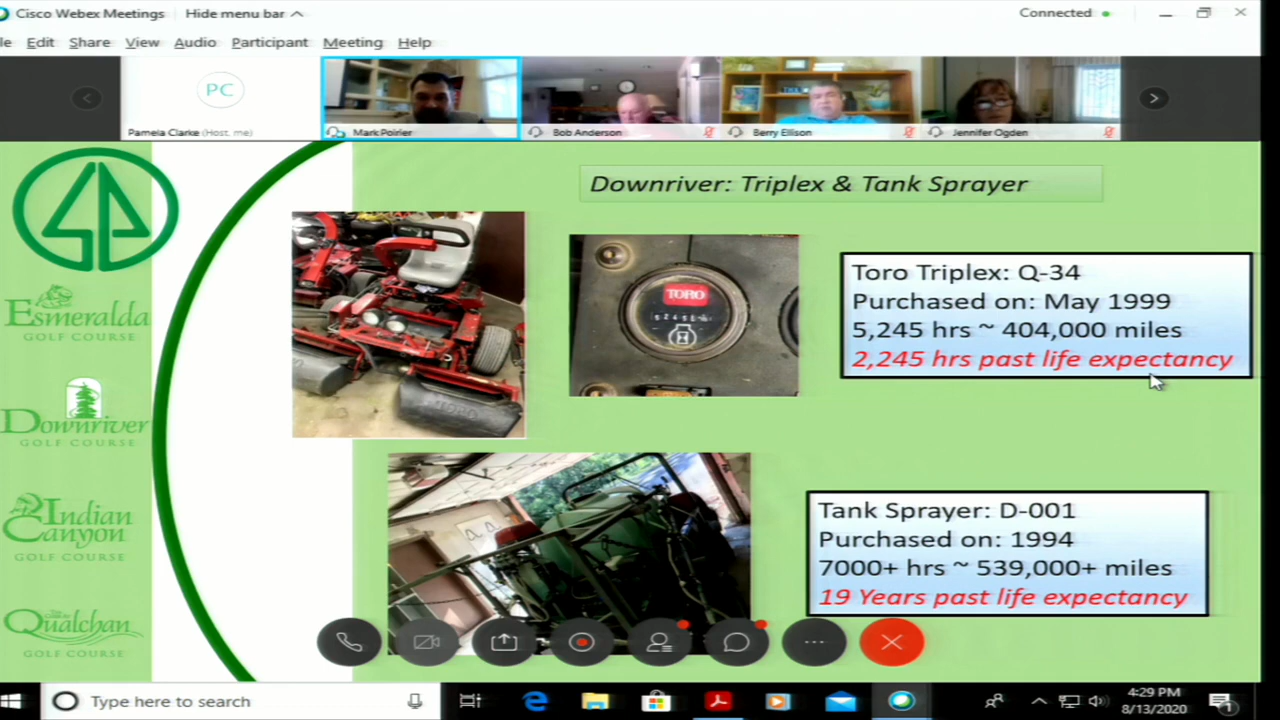 Cisco Webex Meetings
Hide menu bar
Connected
le Edit Share View Audio Participant Meeting Help
PC
Pamela Clarke (Host, me)
Mark Poirier
Bob Anderson
Berry Ellison
Jennifer Ogden
Downriver: Triplex & Tank Sprayer
Esmeralda
GOLF COURSE
Downriver
GOLF COURSE
Indian
Canyon
GOLF COURSE
Qualchan
GOLF COURSE
TORO
TORO
Toro Triplex: Q-34
Purchased on: May 1999
5,245 hrs ~ 404,000 miles
2,245 hrs past life expectancy
Tank Sprayer: D-001
Purchased on: 1994
7000+ hrs ~ 539,000+ miles
19 Years past life expectancy
Type here to search
4:29 PM
8/13/2020
1